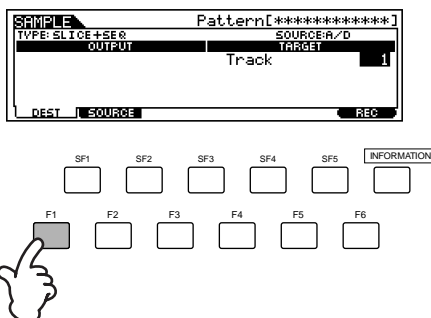 SAMPLE Pattern[************]
TYPE:SLICE+SEQ SOURCE:A/D
OUTPUT TARGET
Track 1
DEST SOURCE REC
SF1 SF2 SF3 SF4 SF5 INFORMATION
F1 F2 F3 F4 F5 F6